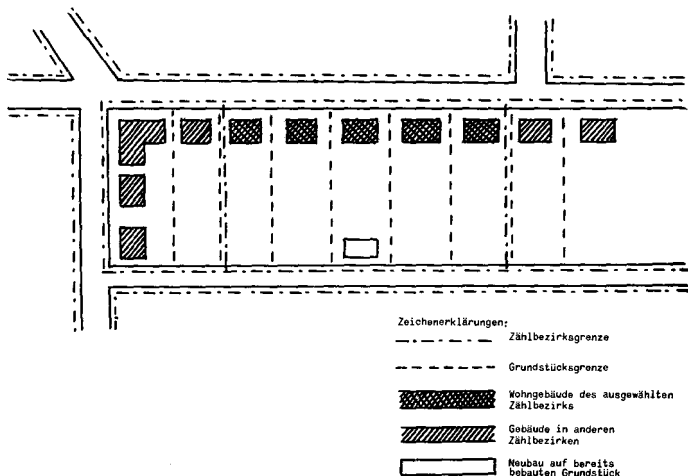 Zeichenerklärungen:
Zählbezirksgrenze
Grundstücksgrenze
Wohngebäude des ausgewählten
Zählbezirks
Gebäude in anderen
Zählbezirken
Neubau auf bereits
bebauten Grundstück